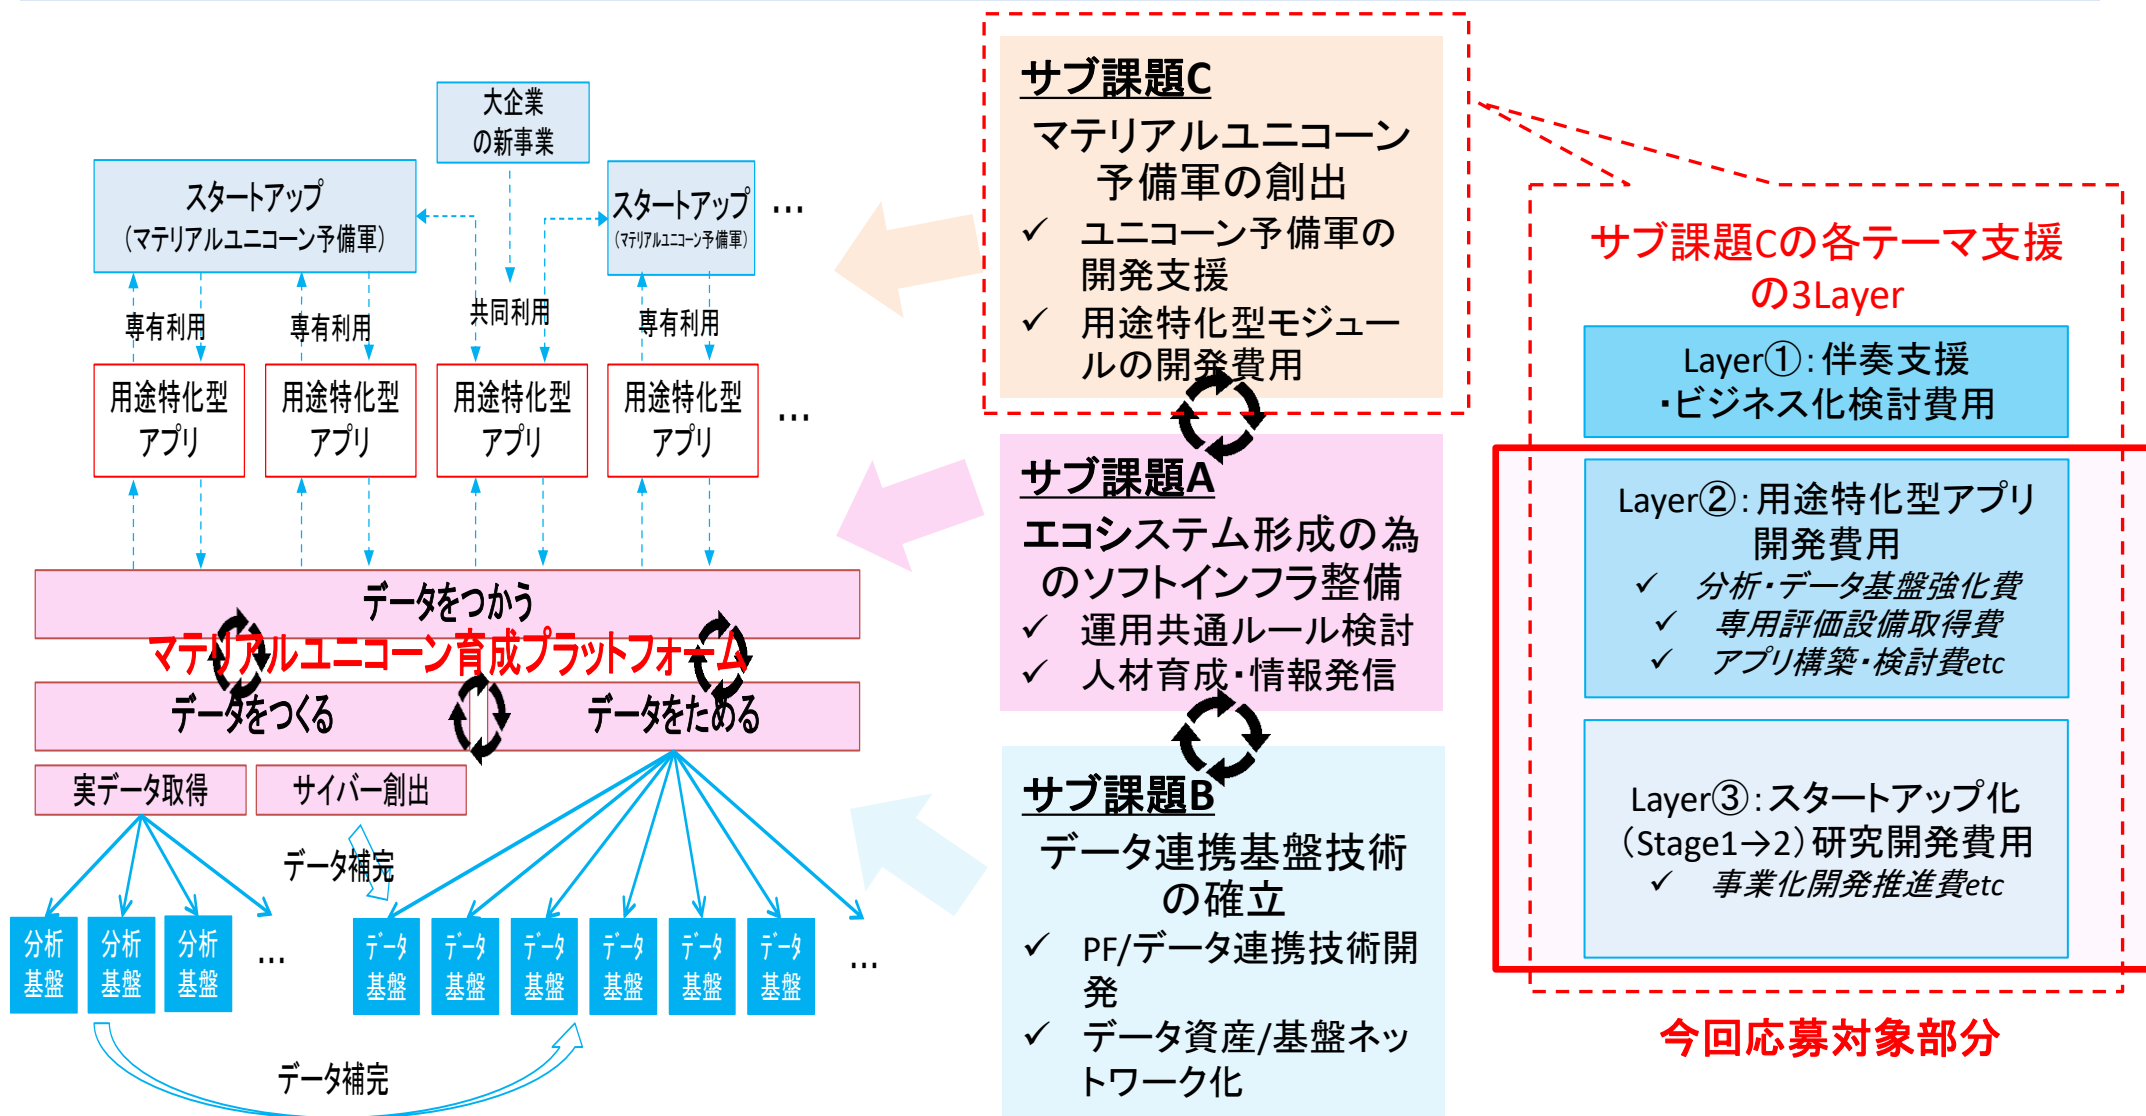 大企業
の新事業
スタートアップ
（マテリアルユニコーン予備軍）
スタートアップ
（マテリアルユニコーン予備軍）
…
専有利用
専有利用
共同利用
専有利用
用途特化型
アプリ
用途特化型
アプリ
用途特化型
アプリ
用途特化型
アプリ
…
データをつかう
マテリアルユニコーン育成プラットフォーム
データをつくる
データをためる
実データ取得
サイバー創出
データ補完
分析
基盤
分析
基盤
分析
基盤
…
データ
基盤
データ
基盤
データ
基盤
データ
基盤
データ
基盤
データ
基盤
…
データ補完
サブ課題C
マテリアルユニコーン
予備軍の創出
✓ ユニコーン予備軍の
開発支援
✓ 用途特化型モジュー
ルの開発費用
サブ課題A
エコシステム形成の為
のソフトインフラ整備
✓ 運用共通ルール検討
✓ 人材育成・情報発信
サブ課題B
データ連携基盤技術
の確立
✓ PF/データ連携技術開
発
✓ データ資産/基盤ネッ
トワーク化
サブ課題Cの各テーマ支援
の3Layer
Layer①：伴奏支援
・ビジネス化検討費用
Layer②：用途特化型アプリ
開発費用
✓ 分析・データ基盤強化費
✓ 専用評価設備取得費
✓ アプリ構築・検討費etc
Layer③：スタートアップ化
（Stage1→2）研究開発費用
✓ 事業化開発推進費etc
今回応募対象部分